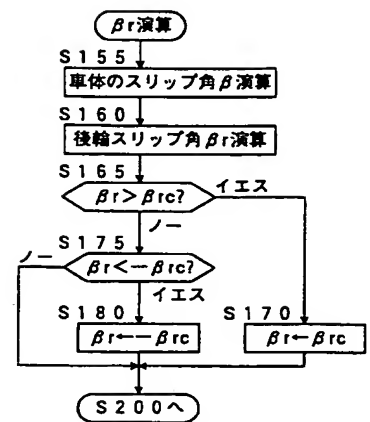 βr演算
S155
車体のスリップ角β演算
S160
後輪スリップ角βr演算
S165
βr>βrc?
イエス
ノー
S175
ノー
βr<-βrc?
イエス
S180
S170
βr←-βrc
βr←βrc
S200へ